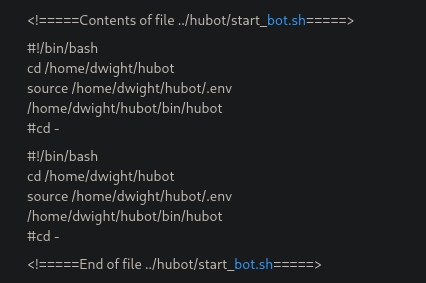 <!=====Contents of file ../hubot/start_bot.sh=====>
#!/bin/bash
cd /home/dwight/hubot
source /home/dwight/hubot/.env
/home/dwight/hubot/bin/hubot
#cd -
#!/bin/bash
cd /home/dwight/hubot
source /home/dwight/hubot/.env
/home/dwight/hubot/bin/hubot
#cd -
<!=====End of file ../hubot/start_bot.sh=====>